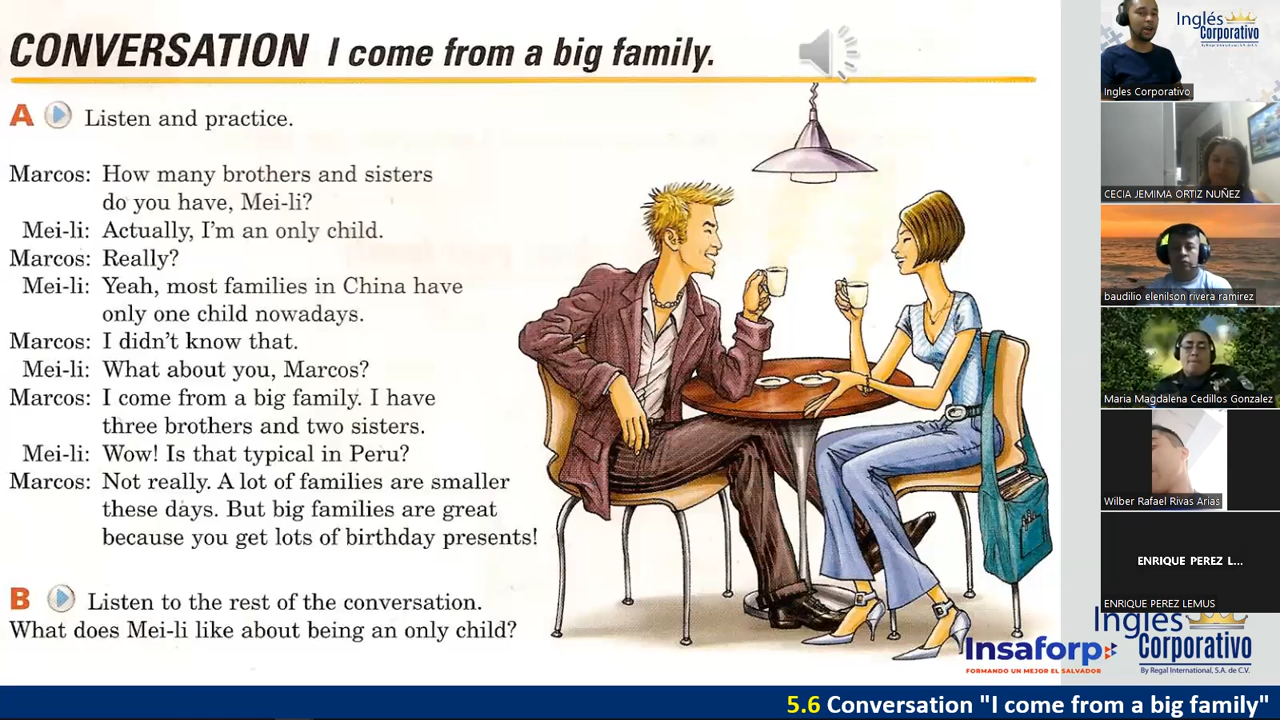 CONVERSATION I come from a big family.
A Listen and practice.
Marcos: How many brothers and sisters
do you have, Mei-li?
Mei-li: Actually, I'm an only child.
Marcos: Really?
Mei-li: Yeah, most families in China have
only one child nowadays.
Marcos: I didn't know that.
Mei-li: What about you, Marcos?
Marcos: I come from a big family. I have
three brothers and two sisters.
Mei-li: Wow! Is that typical in Peru?
Marcos: Not really. A lot of families are smaller
these days. But big families are great
because you get lots of birthday presents!
B Listen to the rest of the conversation.
What does Mei-li like about being an only child?
Inglés
Corporativo
By Regal International, S.A. de C.V.
Ingles Corporativo
CECIA JEMIMA ORTIZ NUÑEZ
baudilio elenilson rivera ramirez
Maria Magdalena Cedillos Gonzalez
Wilber Rafael Rivas Arias
ENRIQUE PEREZ L...
ENRIQUE PEREZ LEMUS
Insaforp
FORMANDO UN MEJOR EL SALVADOR
Inglés
Corporativo
By Regal International, S.A. de C.V.
5.6 Conversation "I come from a big family"